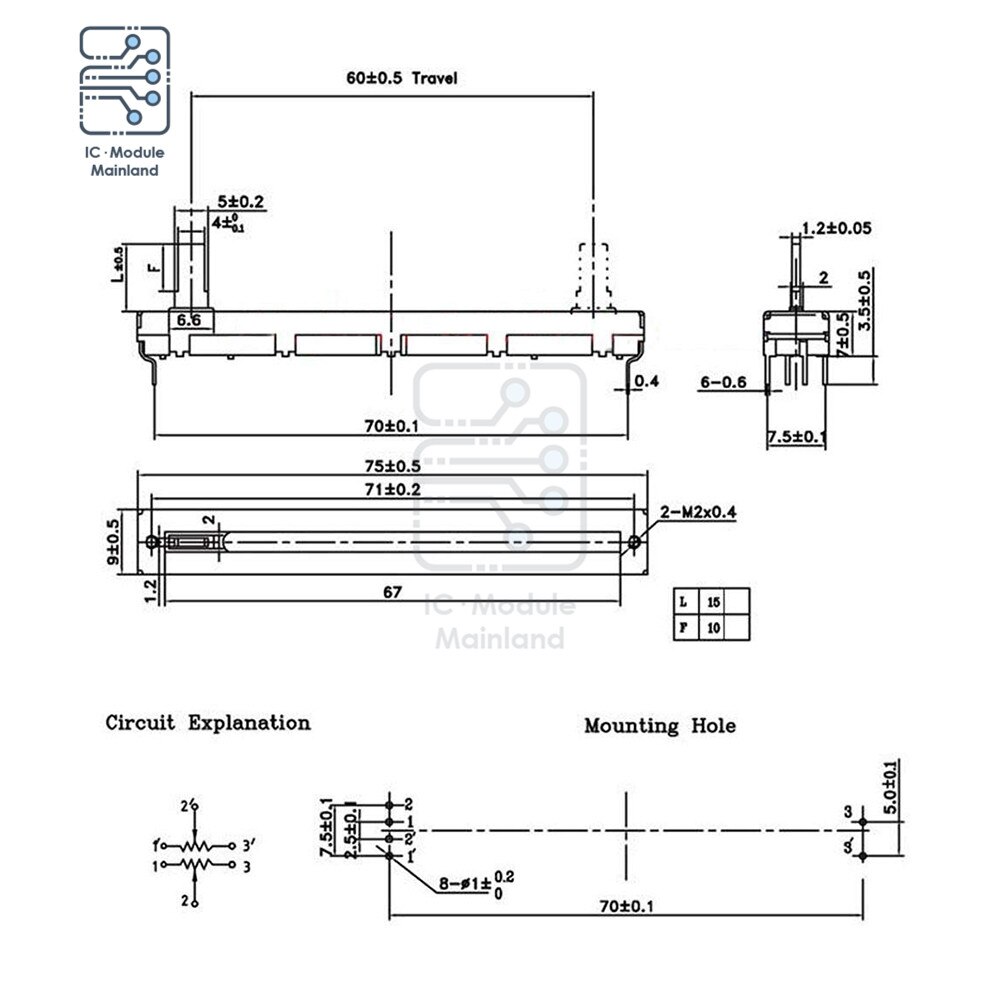 IC·Module
Mainland
60±0.5 Travel
5±0.2
4±0 0.1
L±0.5
F
6.6
1.2±0.05
2
3.5±0.5
7±0.5
0.4
6-0.6
70±0.1
7.5±0.1
75±0.5
71±0.2
2-M2x0.4
9±0.5
2
1.2
67
IC·Module
Mainland
L 15
F 10
Circuit Explanation
Mounting Hole
2'
1' 3'
1 3
2
7.5±0.1
2.5±0.1
2
1
2'
1'
3
3'
5.0±0.1
8-ø1± 0.2 0
70±0.1